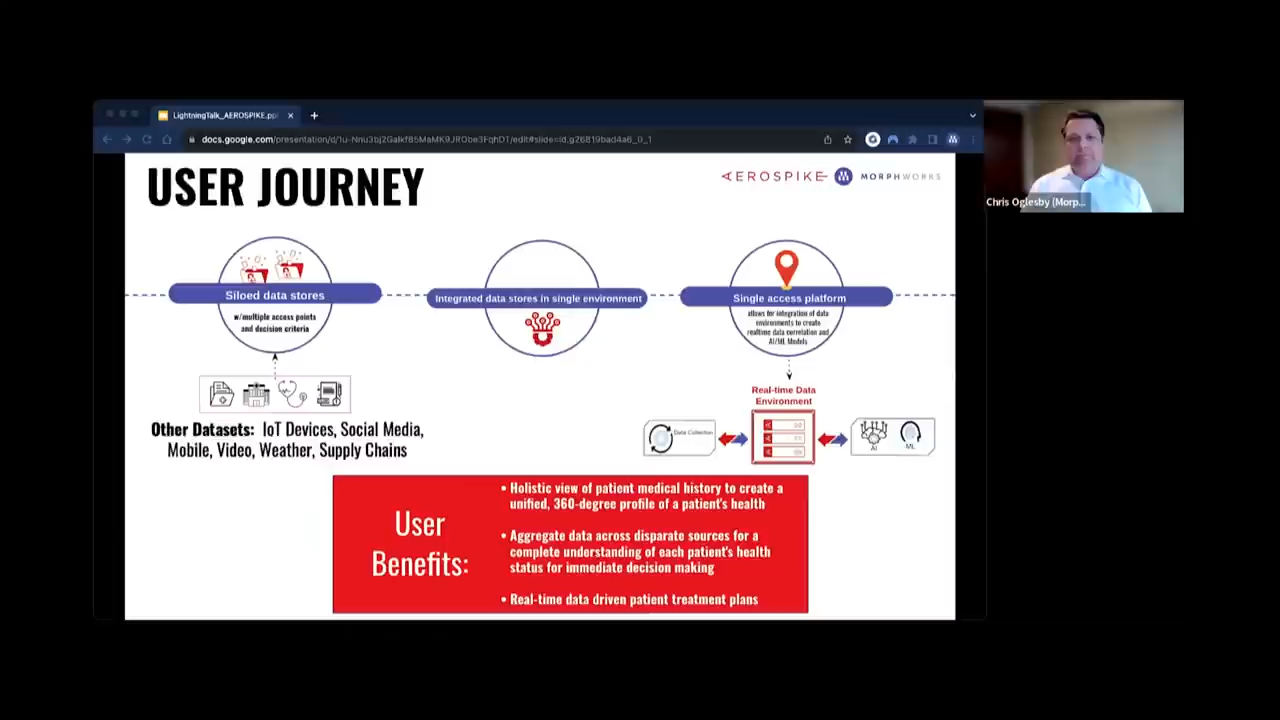 LightningTalk_AEROSPIKE.pp
USER JOURNEY
AEROSPIKE
MORPHWORKS
Chris Oglesby (Morp...
Siloed data stores
w/multiple access points
and decision criteria
Integrated data stores in single environment
Single access platform
allows for integration of data
environments to create
realtime data correlation and
AI/ML Models
Other Datasets: IoT Devices, Social Media,
Mobile, Video, Weather, Supply Chains
Real-time Data
Environment
Data Collection
AI
ML
User
Benefits:
• Holistic view of patient medical history to create a
unified, 360-degree profile of a patient's health
• Aggregate data across disparate sources for a
complete understanding of each patient's health
status for immediate decision making
• Real-time data driven patient treatment plans